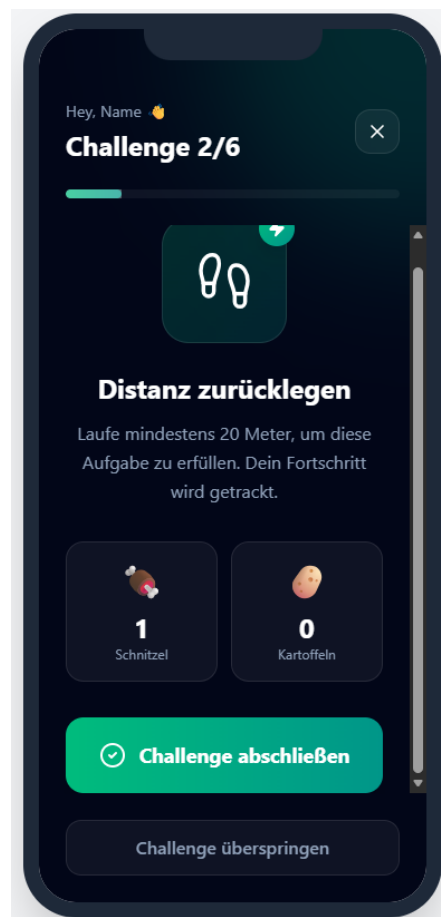 Hey, Name 👋
Challenge 2/6
Distanz zurücklegen
Laufe mindestens 20 Meter, um diese
Aufgabe zu erfüllen. Dein Fortschritt
wird getrackt.
1
Schnitzel
0
Kartoffeln
Challenge abschließen
Challenge überspringen